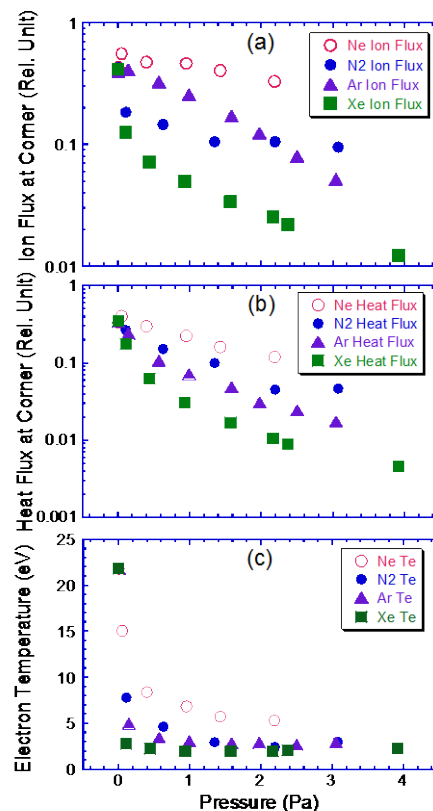 Ion Flux at Corner (Rel. Unit)
1
0.1
0.01
(a)
Ne Ion Flux
N2 Ion Flux
Ar Ion Flux
Xe Ion Flux
Heat Flux at Corner (Rel. Unit)
1
0.1
0.01
0.001
(b)
Ne Heat Flux
N2 Heat Flux
Ar Heat Flux
Xe Heat Flux
Electron Temperature (eV)
25
20
15
10
5
0
(c)
Ne Te
N2 Te
Ar Te
Xe Te
0 1 2 3 4
Pressure (Pa)